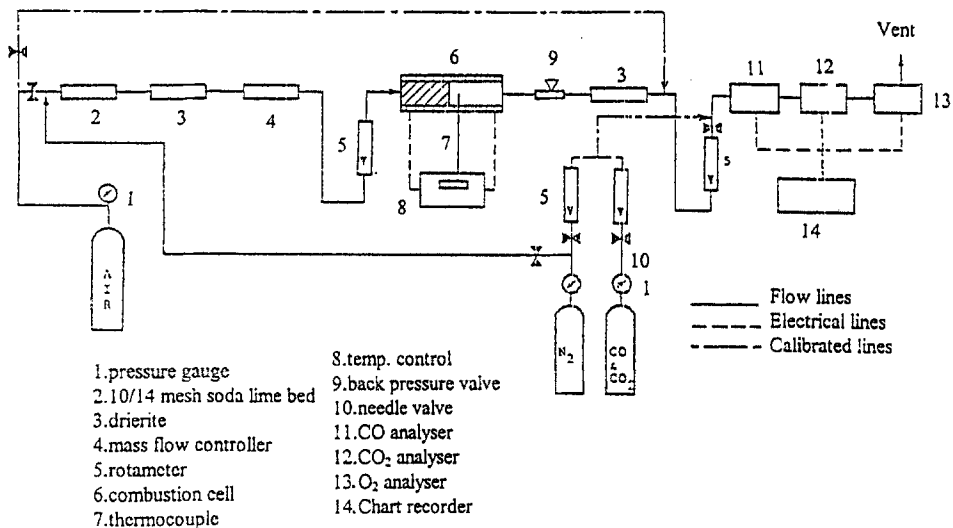 Vent
6
9
3
11
12
13
2
3
4
5
7
5
5
8
14
1
10
1
AIR
N2
CO & CO2
Flow lines
Electrical lines
Calibrated lines
1.pressure gauge
2.10/14 mesh soda lime bed
3.drierite
4.mass flow controller
5.rotameter
6.combustion cell
7.thermocouple
8.temp. control
9.back pressure valve
10.needle valve
11.CO analyser
12.CO₂ analyser
13.O₂ analyser
14.Chart recorder